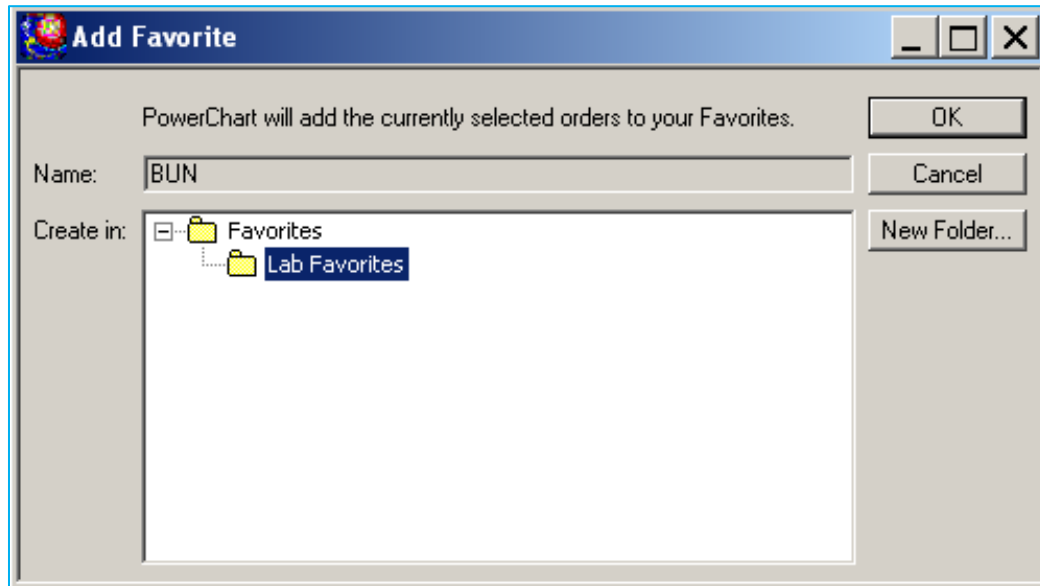 Add Favorite
PowerChart will add the currently selected orders to your Favorites.
OK
Name:
BUN
Cancel
Create in:
Favorites
New Folder...
Lab Favorites